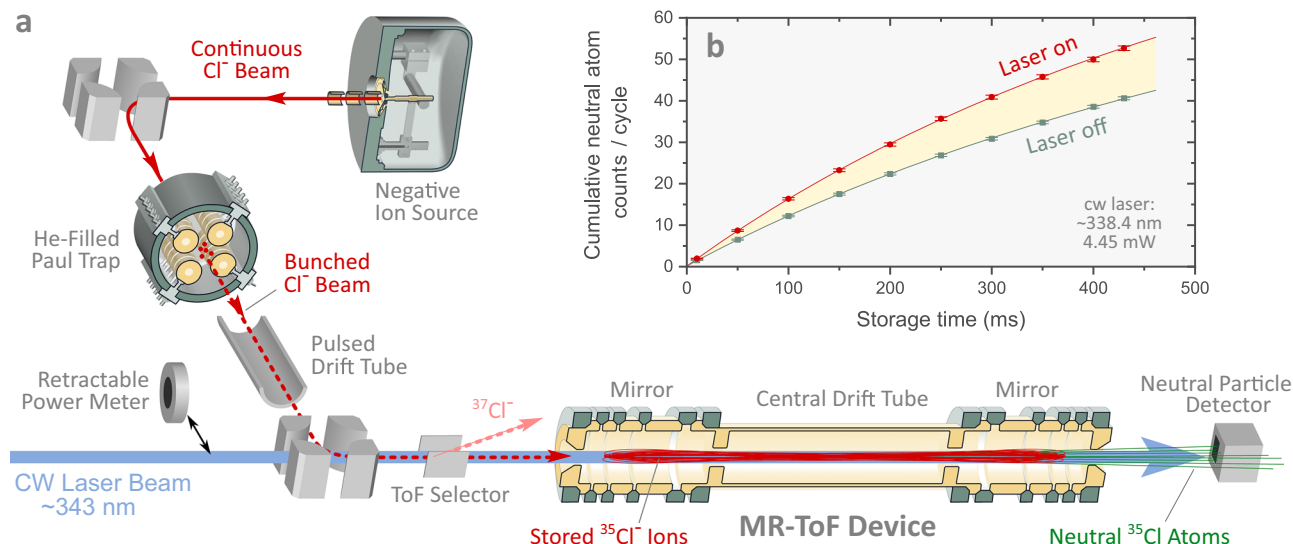 a
Continuous
Cl⁻ Beam
Negative
Ion Source
He-Filled
Paul Trap
Bunched
Cl⁻ Beam
Pulsed
Drift Tube
Retractable
Power Meter
CW Laser Beam
~343 nm
³⁷Cl⁻
ToF Selector
Mirror
Central Drift Tube
Mirror
Neutral Particle
Detector
Stored ³⁵Cl⁻ Ions
MR-ToF Device
Neutral ³⁵Cl Atoms
b
Cumulative neutral atom
counts / cycle
60
50
40
30
20
10
0
Laser on
Laser off
cw laser:
~338.4 nm
4.45 mW
0 100 200 300 400 500
Storage time (ms)